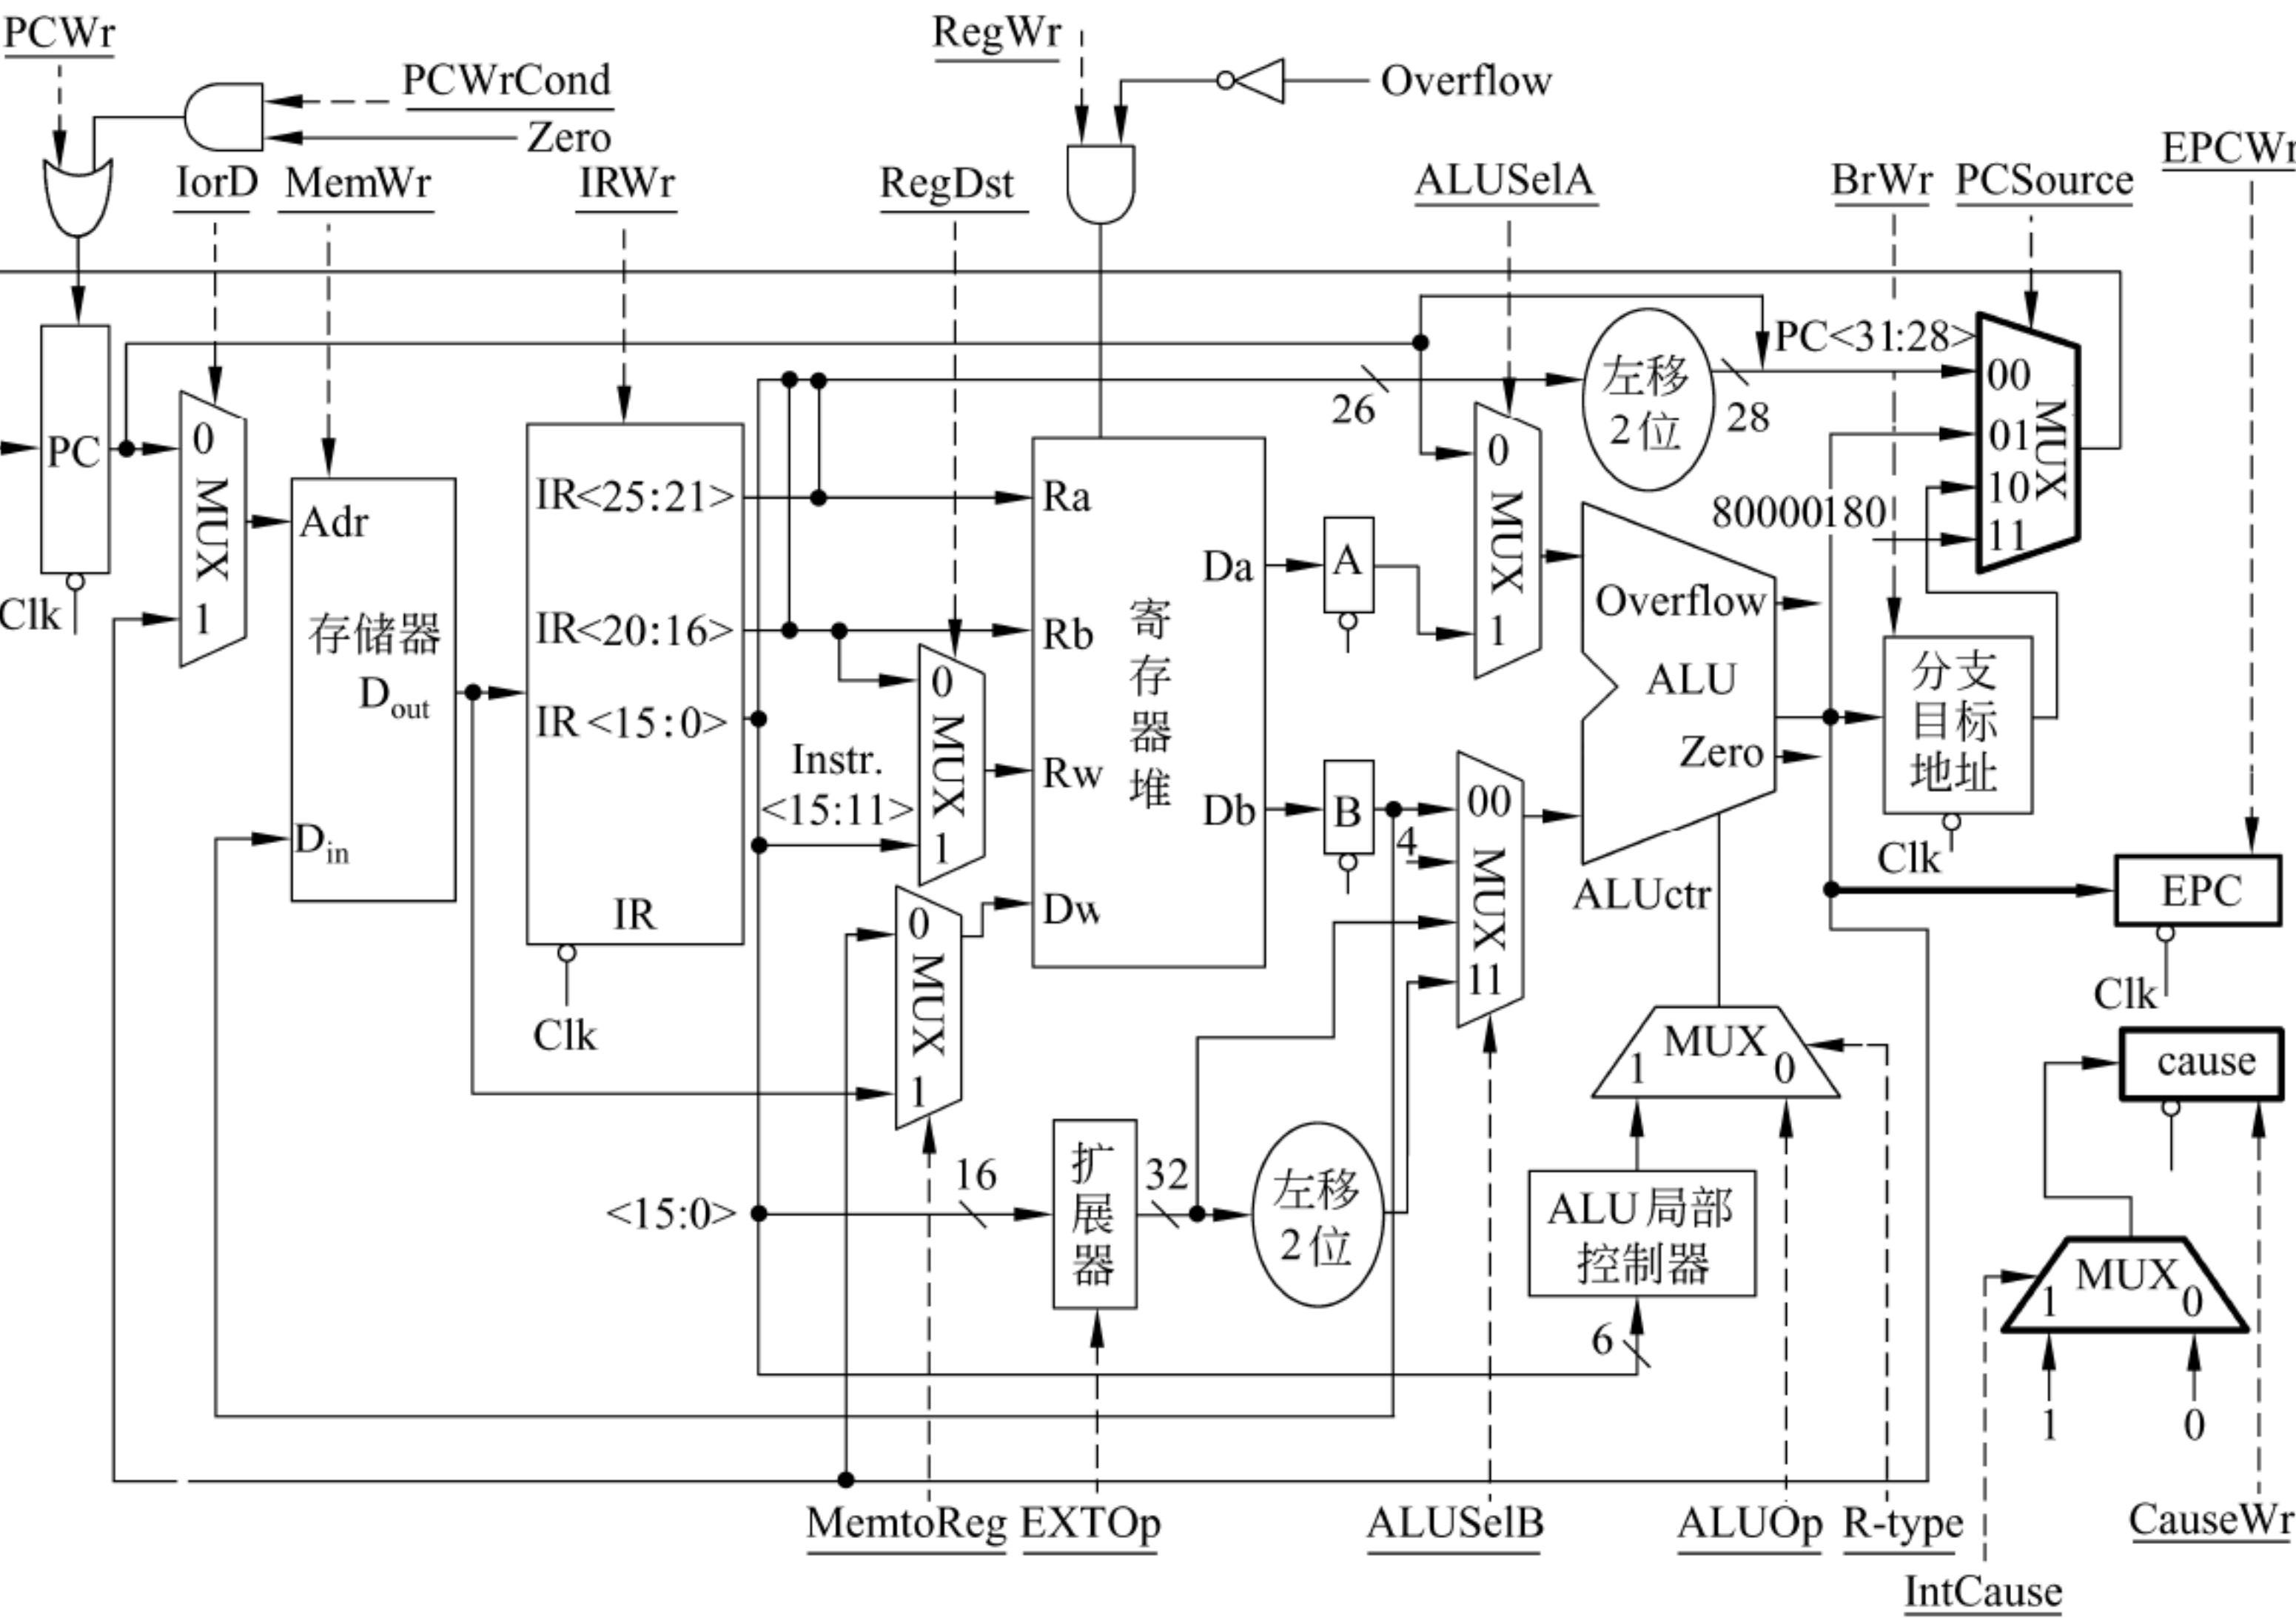 PCWr
RegWr
PCWrCond
Overflow
Zero
IorD
MemWr
IRWr
RegDst
ALUSelA
BrWr
PCSource
EPCWr
PC<31:28>
左移
2位
00
26
28
MUX
01
PC
0
MUX
1
Clk
IR<25:21>
Ra
0
MUX
1
10
80000180
11
Adr
存储器
Dout
Din
Da
A
Overflow
ALU
Zero
IR<20:16>
Rb
寄存器堆
分支
目标
地址
Clk
IR<15:0>
0
MUX
1
Instr.
<15:11>
Rw
Db
B
00
4
MUX
11
ALUctr
EPC
Clk
IR
Clk
Dw
0
MUX
1
MUX
1
0
cause
<15:0>
16
扩展器
32
左移
2位
ALU局部
控制器
6
MUX
1
0
1
0
MemtoReg
EXTOp
ALUSelB
ALUOp
R-type
CauseWr
IntCause